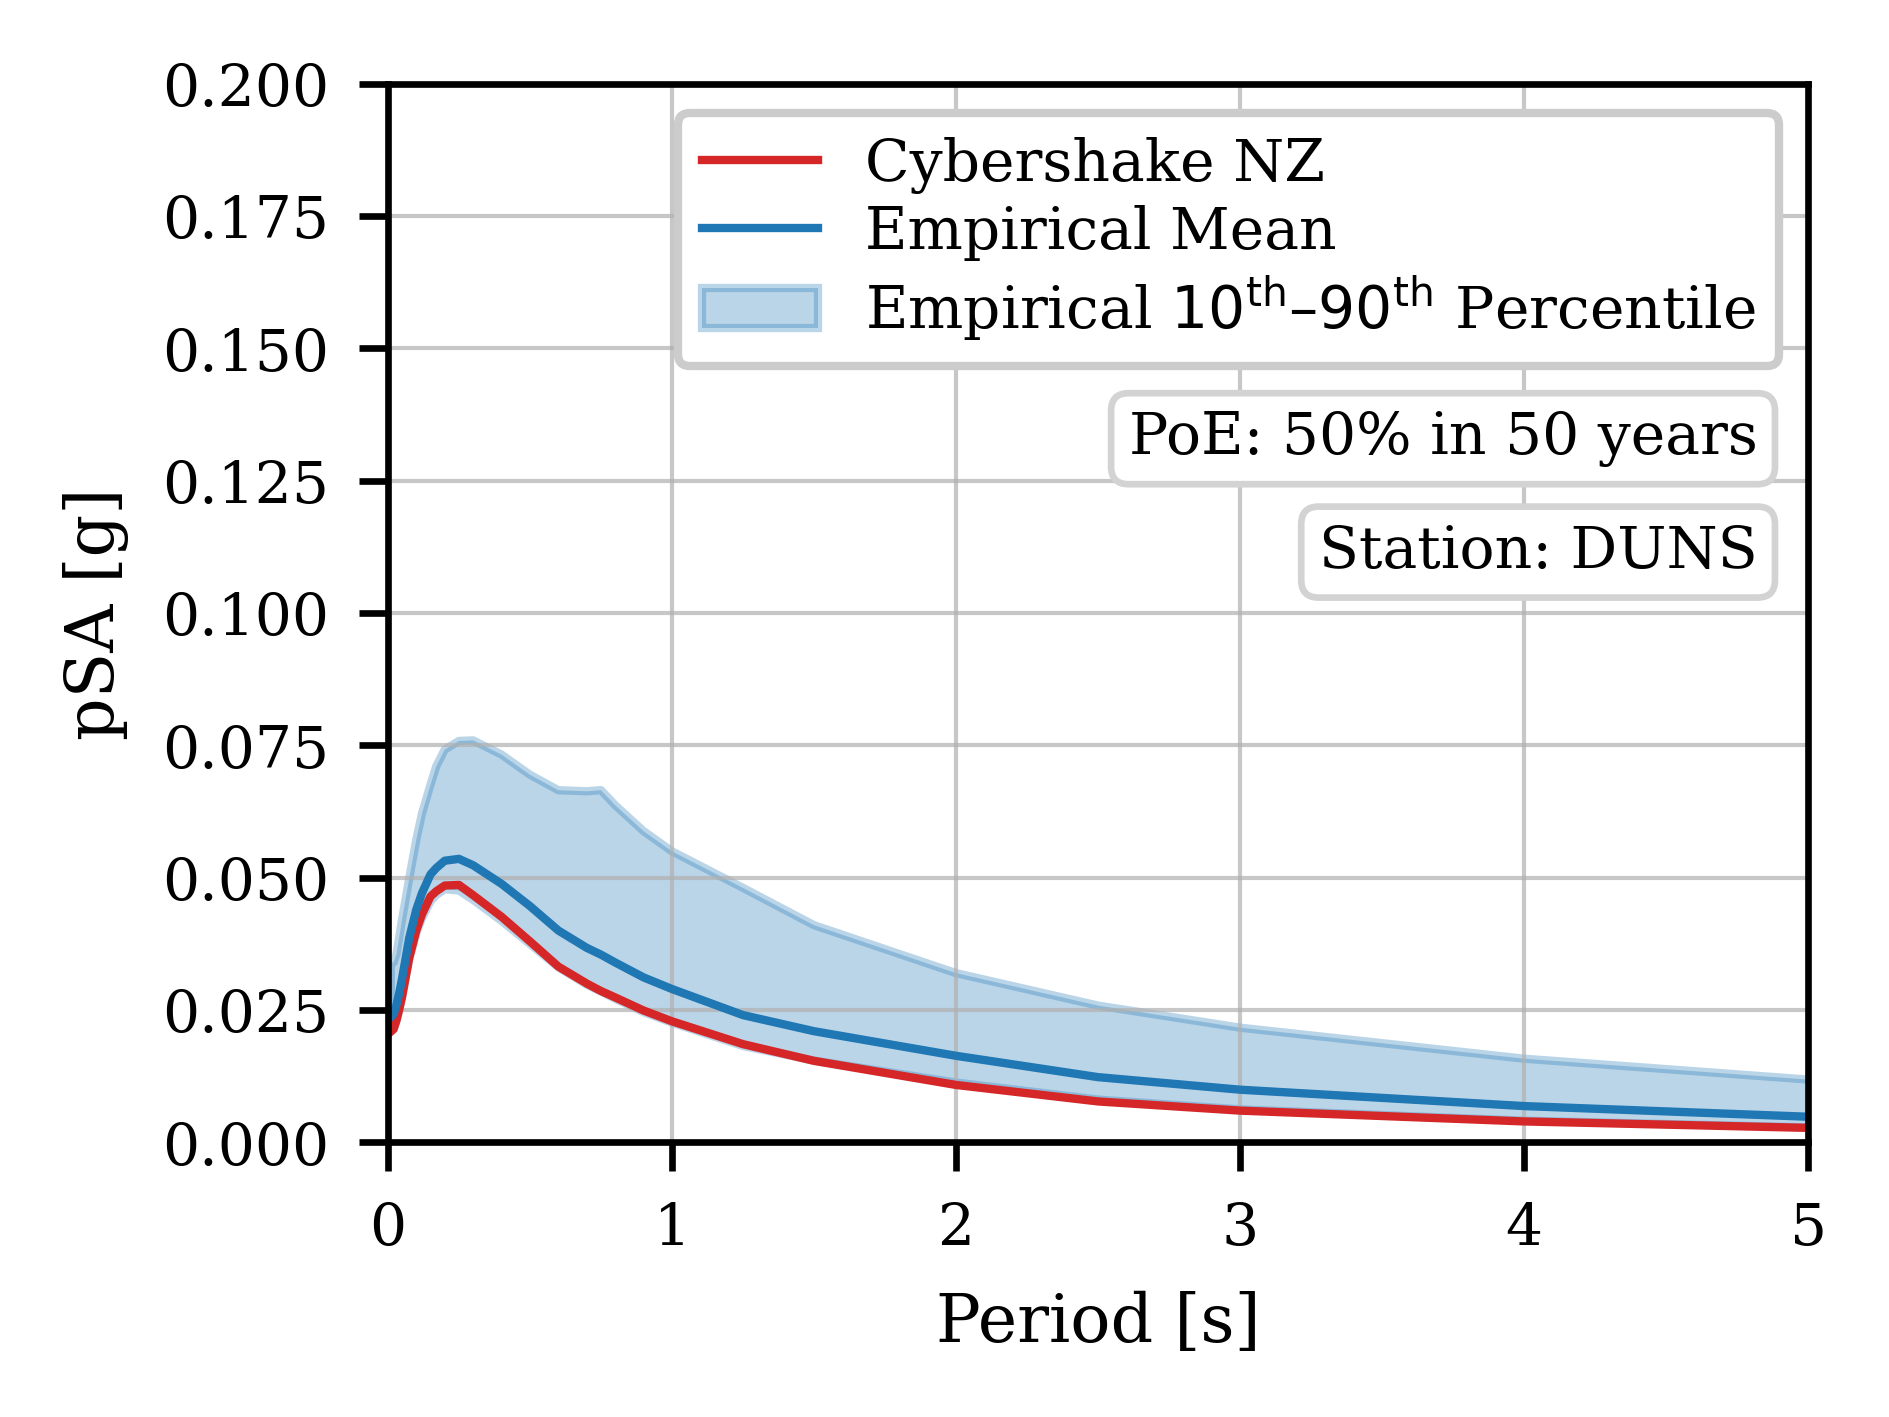 0.200
0.175
0.150
0.125
0.100
0.075
0.050
0.025
0.000
pSA [g]
Cybershake NZ
Empirical Mean
Empirical 10th–90th Percentile
PoE: 50% in 50 years
Station: DUNS
0 1 2 3 4 5
Period [s]